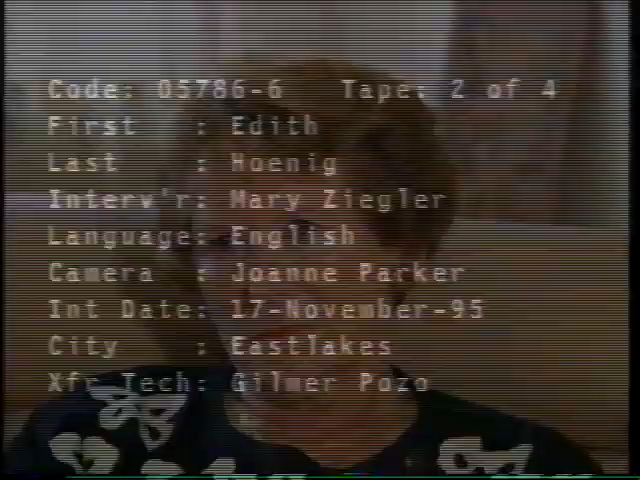 Code: 05786-6 Tape: 2 of 4
First : Edith
Last : Hoenig
Interv'r: Mary Ziegler
Language: English
Camera : Joanne Parker
Int Date: 17-November-95
City : Eastlakes
Xfr Tech: Gilmer Pozo